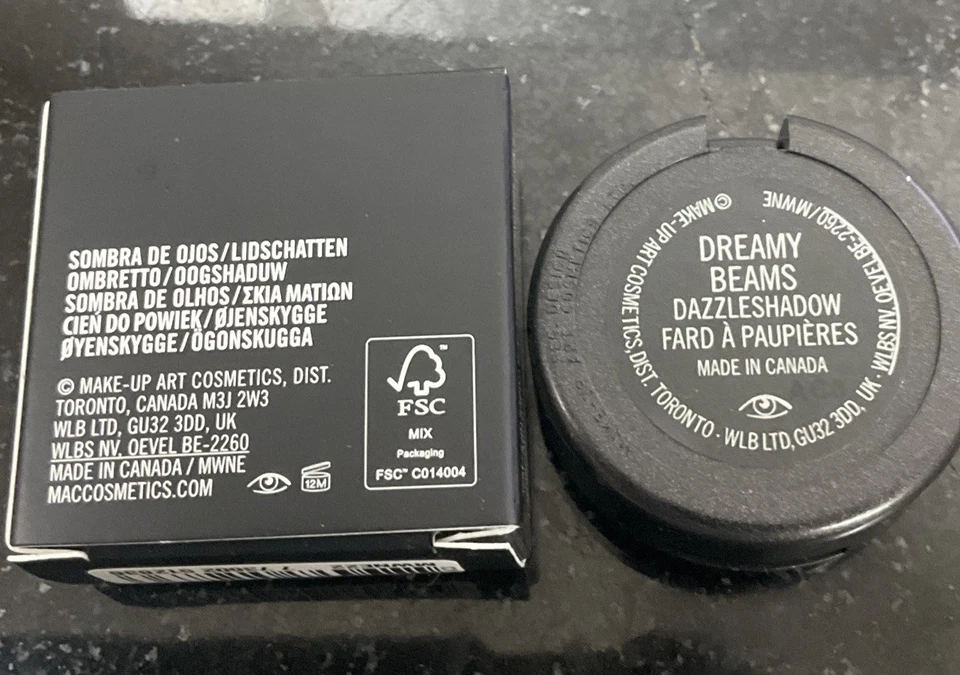 SOMBRA DE OJOS/LIDSCHATTEN
OMBRETTO/OOGSHADUW
SOMBRA DE OLHOS/ΣΚΙΑ ΜΑΤΙΩΝ
CIEŃ DO POWIEK/ØJENSKYGGE
ØYENSKYGGE/ÖGONSKUGGA
© MAKE-UP ART COSMETICS, DIST.
TORONTO, CANADA M3J 2W3
WLB LTD, GU32 3DD, UK
WLBS NV, OEVEL BE-2260
MADE IN CANADA / MWNE
MACCOSMETICS.COM
12M
FSC
MIX
Packaging
FSC™ C014004
© MAKE-UP ART COSMETICS, DIST. TORONTO · WLB LTD, GU32 3DD, UK · WLBS NV, OEVEL BE-2260/MWNE
DREAMY
BEAMS
DAZZLESHADOW
FARD À PAUPIÈRES
MADE IN CANADA